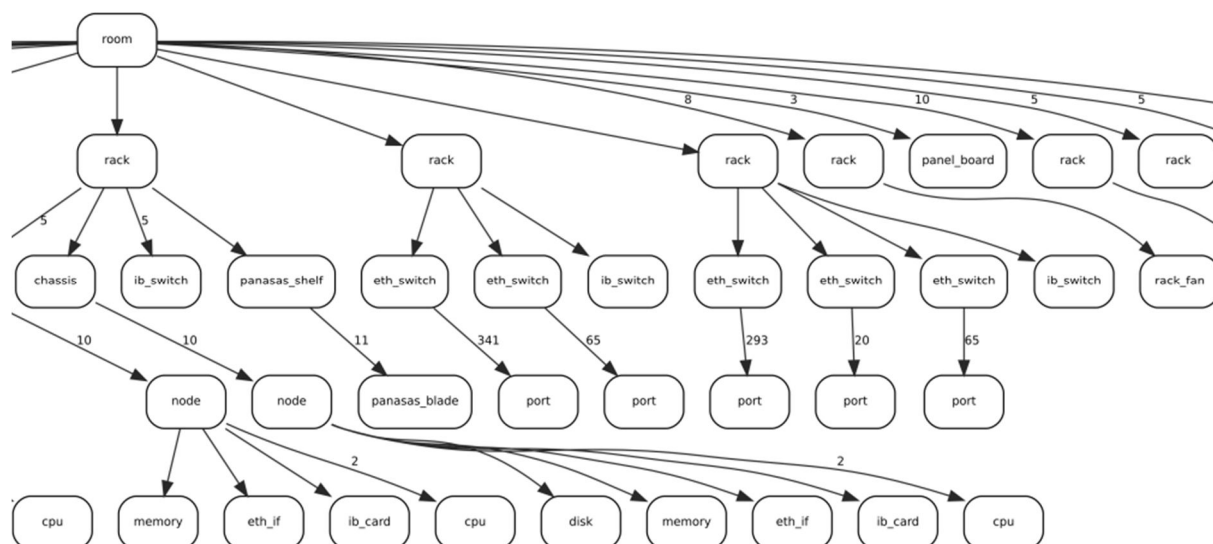 room
8
3
10
5
5
rack
rack
rack
rack
panel_board
rack
rack
5
5
chassis
ib_switch
panasas_shelf
eth_switch
eth_switch
ib_switch
eth_switch
eth_switch
eth_switch
ib_switch
rack_fan
10
10
11
341
65
293
20
65
node
node
panasas_blade
port
port
port
port
port
2
2
cpu
memory
eth_if
ib_card
cpu
disk
memory
eth_if
ib_card
cpu